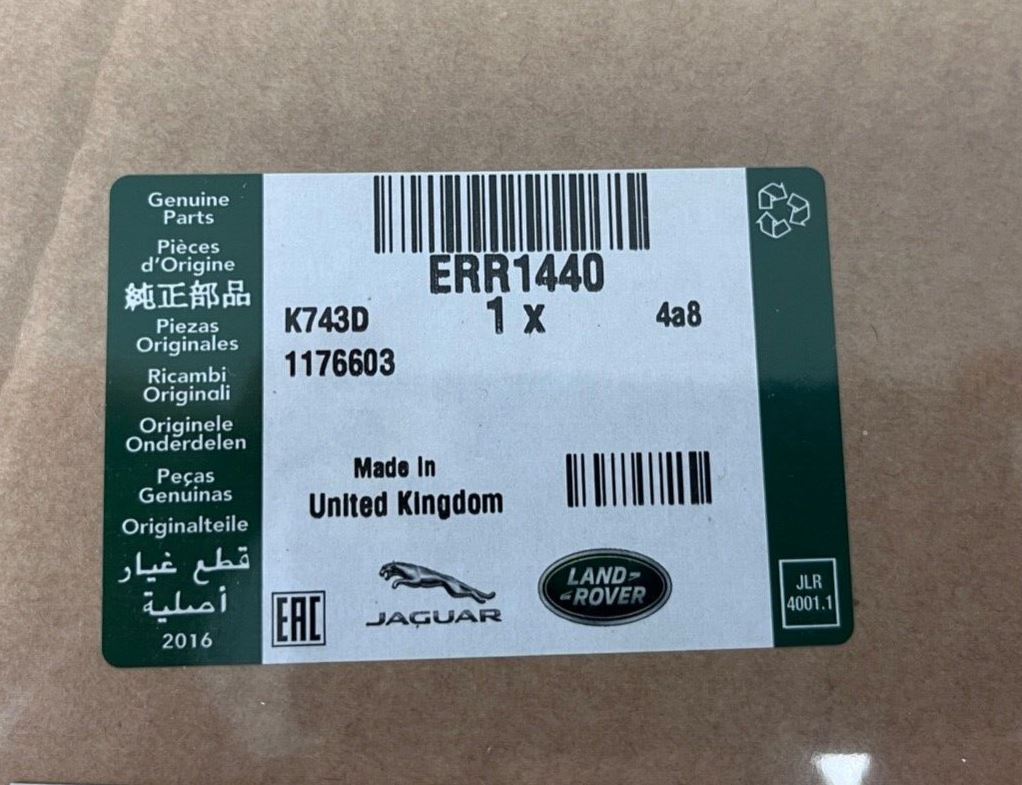 Genuine
Parts
Pièces
d'Origine
純正部品
Piezas
Originales
Ricambi
Originali
Originele
Onderdelen
Peças
Genuinas
Originalteile
قطع غيار
أصلية
2016
ERR1440
1 x
K743D
4a8
1176603
Made in
United Kingdom
EAC
JAGUAR
LAND-
ROVER
JLR
4001.1